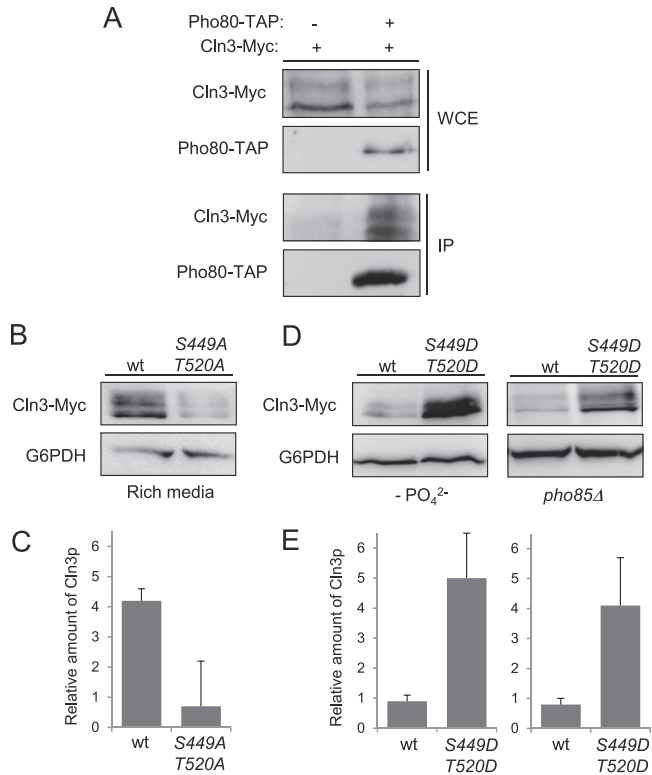 A
Pho80-TAP: - +
Cln3-Myc: + +
Cln3-Myc
Pho80-TAP
WCE
Cln3-Myc
Pho80-TAP
IP
B
wt S449A T520A
Cln3-Myc
G6PDH
Rich media
D
wt S449D T520D
wt S449D T520D
Cln3-Myc
G6PDH
- PO₄²⁻
pho85Δ
C
Relative amount of Cln3p
6
5
4
3
2
1
0
wt S449A T520A
E
Relative amount of Cln3p
6
5
4
3
2
1
0
wt S449D T520D
6
5
4
3
2
1
0
wt S449D T520D